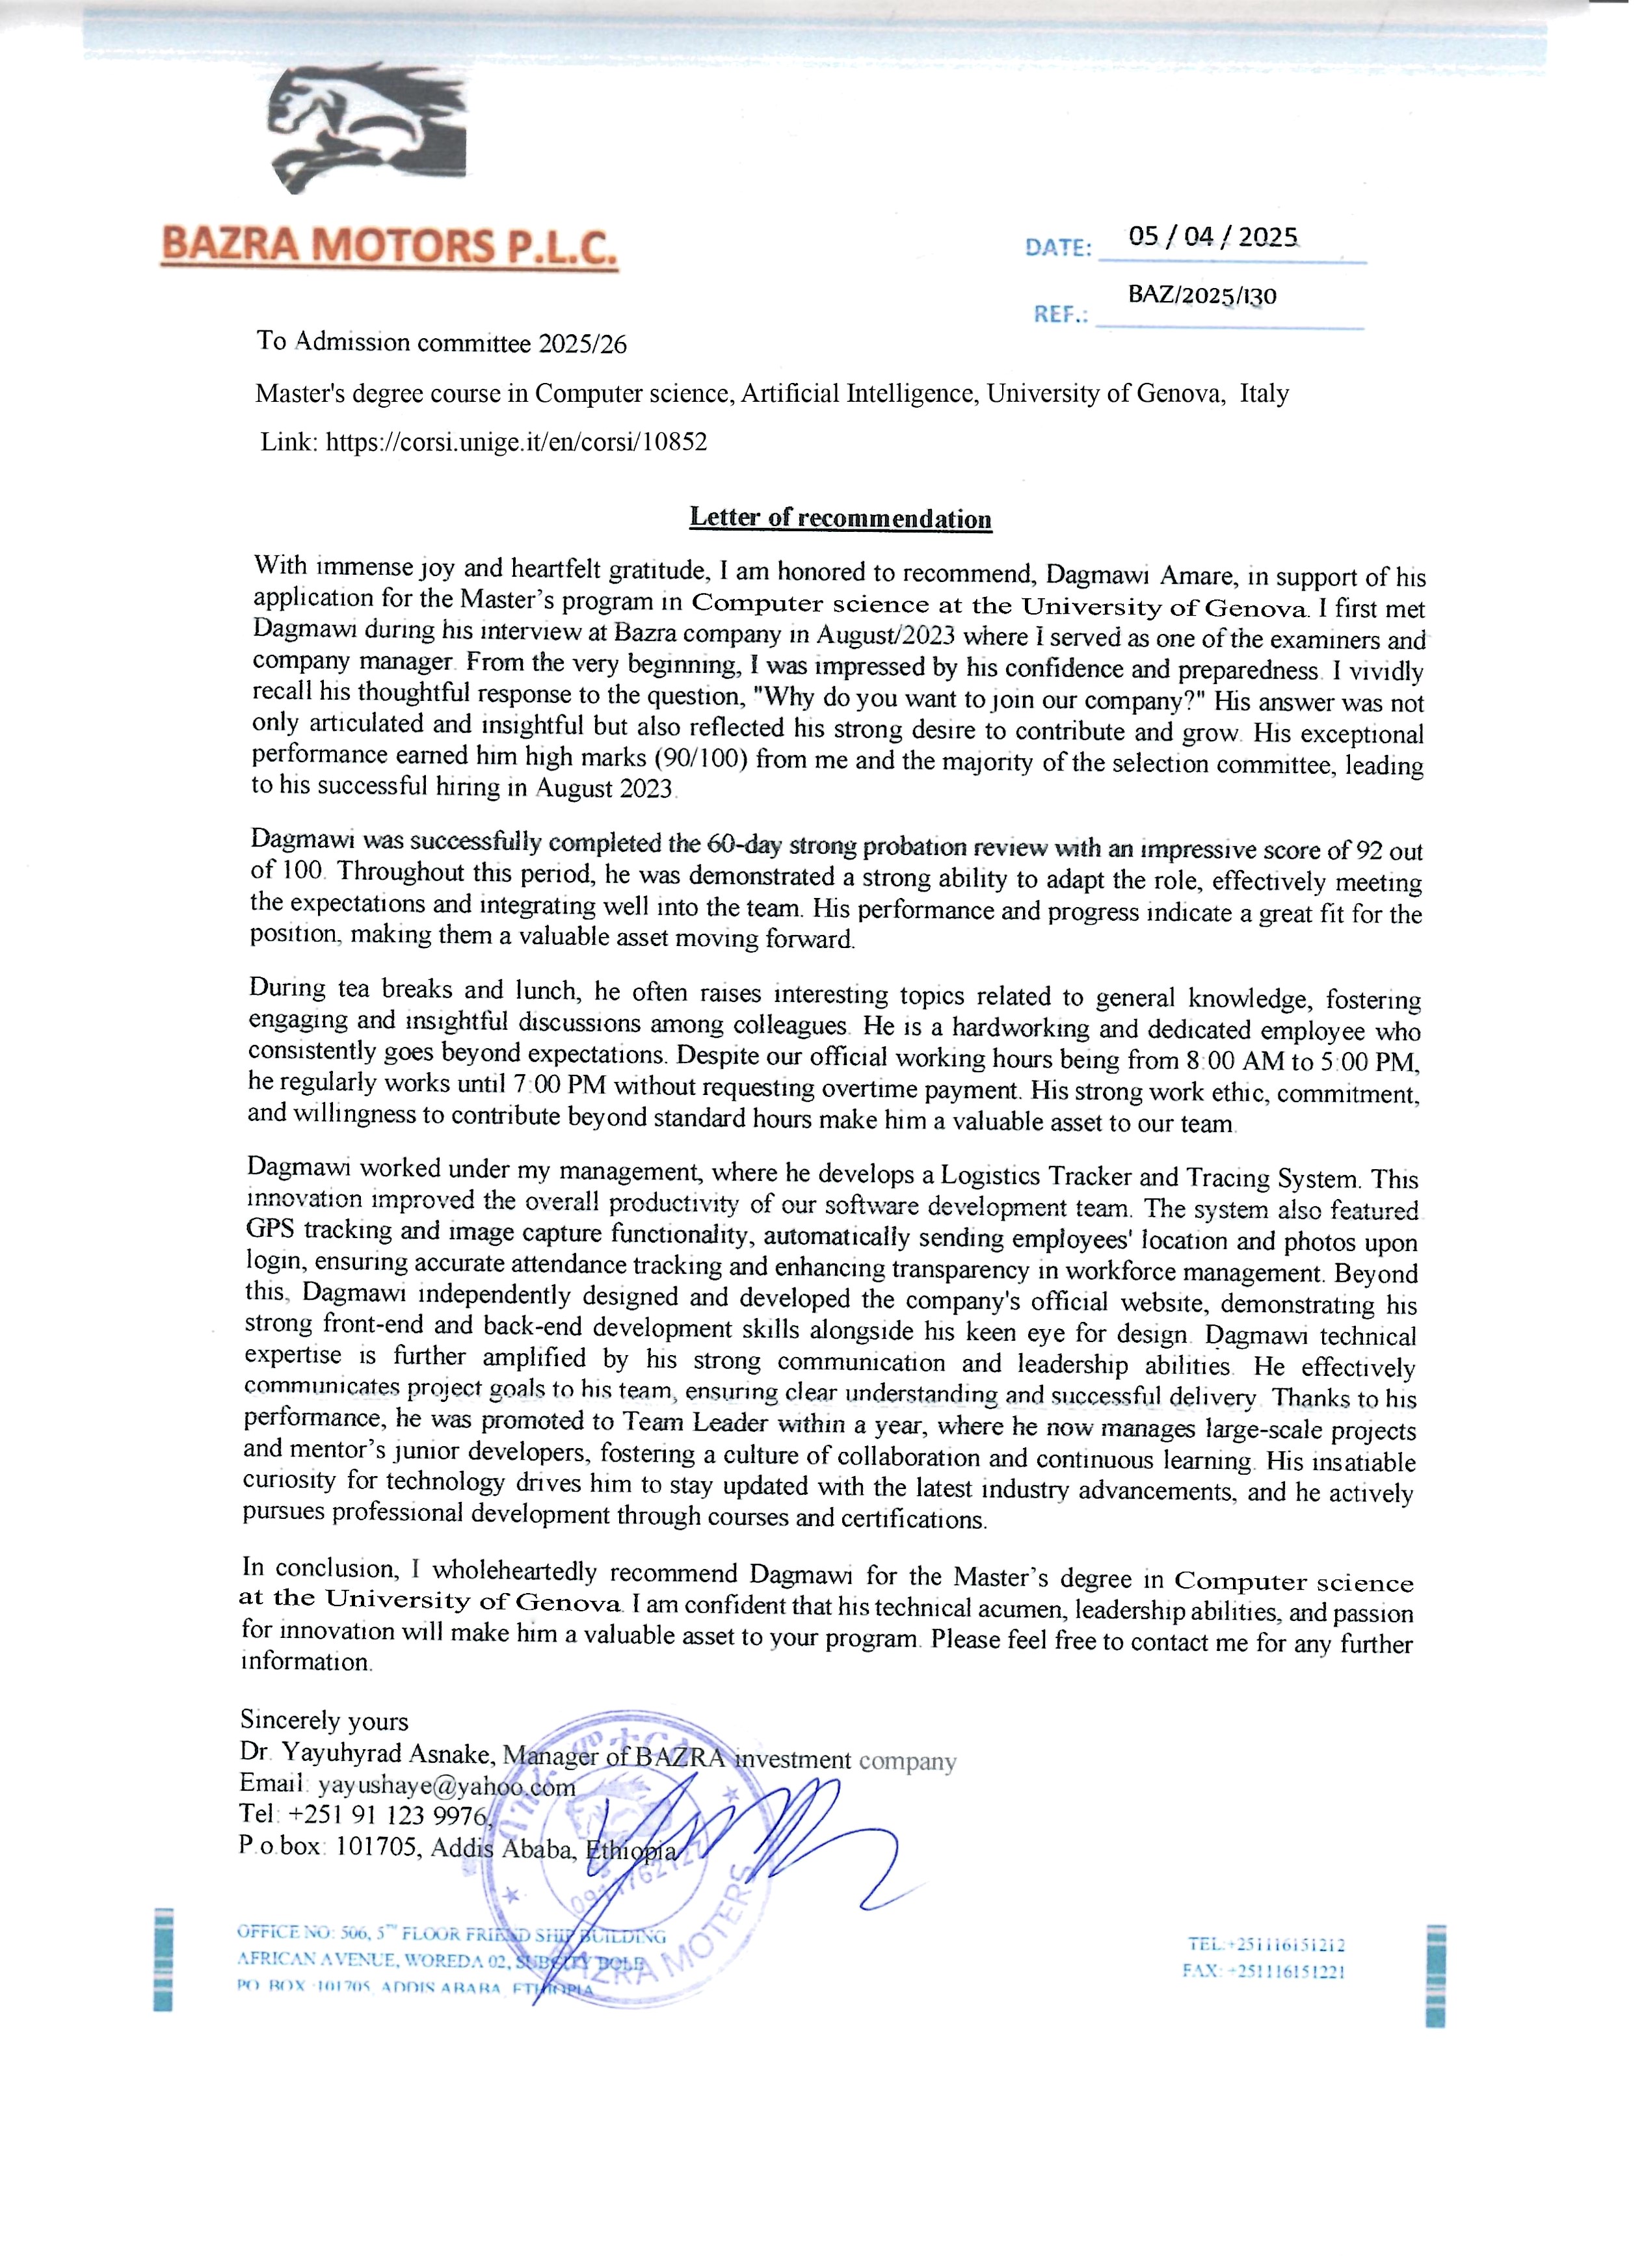 BAZRA MOTORS P.L.C.
DATE: 05 / 04 / 2025
REF.: BAZ/2025/130
To Admission committee 2025/26
Master's degree course in Computer science, Artificial Intelligence, University of Genova, Italy
Link: https://corsi.unige.it/en/corsi/10852
Letter of recommendation
With immense joy and heartfelt gratitude, I am honored to recommend, Dagmawi Amare, in support of his
application for the Master's program in Computer science at the University of Genova. I first met
Dagmawi during his interview at Bazra company in August/2023 where I served as one of the examiners and
company manager. From the very beginning, I was impressed by his confidence and preparedness. I vividly
recall his thoughtful response to the question, "Why do you want to join our company?" His answer was not
only articulated and insightful but also reflected his strong desire to contribute and grow. His exceptional
performance earned him high marks (90/100) from me and the majority of the selection committee, leading
to his successful hiring in August 2023.
Dagmawi was successfully completed the 60-day strong probation review with an impressive score of 92 out
of 100. Throughout this period, he was demonstrated a strong ability to adapt the role, effectively meeting
the expectations and integrating well into the team. His performance and progress indicate a great fit for the
position, making them a valuable asset moving forward.
During tea breaks and lunch, he often raises interesting topics related to general knowledge, fostering
engaging and insightful discussions among colleagues. He is a hardworking and dedicated employee who
consistently goes beyond expectations. Despite our official working hours being from 8:00 AM to 5:00 PM,
he regularly works until 7:00 PM without requesting overtime payment. His strong work ethic, commitment,
and willingness to contribute beyond standard hours make him a valuable asset to our team.
Dagmawi worked under my management, where he develops a Logistics Tracker and Tracing System. This
innovation improved the overall productivity of our software development team. The system also featured
GPS tracking and image capture functionality, automatically sending employees' location and photos upon
login, ensuring accurate attendance tracking and enhancing transparency in workforce management. Beyond
this, Dagmawi independently designed and developed the company's official website, demonstrating his
strong front-end and back-end development skills alongside his keen eye for design. Dagmawi technical
expertise is further amplified by his strong communication and leadership abilities. He effectively
communicates project goals to his team, ensuring clear understanding and successful delivery. Thanks to his
performance, he was promoted to Team Leader within a year, where he now manages large-scale projects
and mentor's junior developers, fostering a culture of collaboration and continuous learning. His insatiable
curiosity for technology drives him to stay updated with the latest industry advancements, and he actively
pursues professional development through courses and certifications.
In conclusion, I wholeheartedly recommend Dagmawi for the Master's degree in Computer science
at the University of Genova. I am confident that his technical acumen, leadership abilities, and passion
for innovation will make him a valuable asset to your program. Please feel free to contact me for any further
information.
Sincerely yours
Dr. Yayuhyrad Asnake, Manager of BAZRA investment company
Email: yayushaye@yahoo.com
Tel: +251 91 123 9976,
P.o.box: 101705, Addis Ababa, Ethiopia
ባዝራ ሞተርስ
BAZRA MOTERS
OFFICE NO: 506, 5TH FLOOR FRIEND SHIP BUILDING
AFRICAN AVENUE, WOREDA 02, SUBCITY BOLE
PO BOX :101705, ADDIS ABABA, ETHIOPIA
TEL:+251116151212
FAX: +251116151221